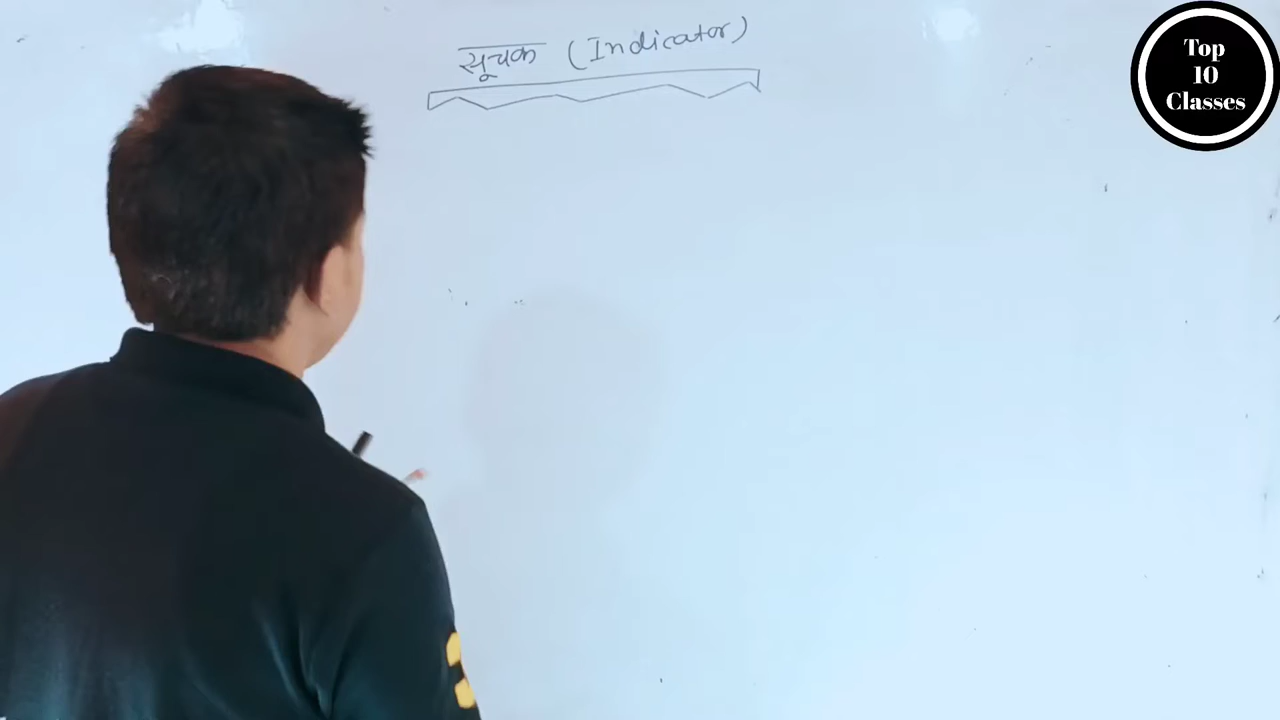 सूचक (Indicator)
Top
10
Classes